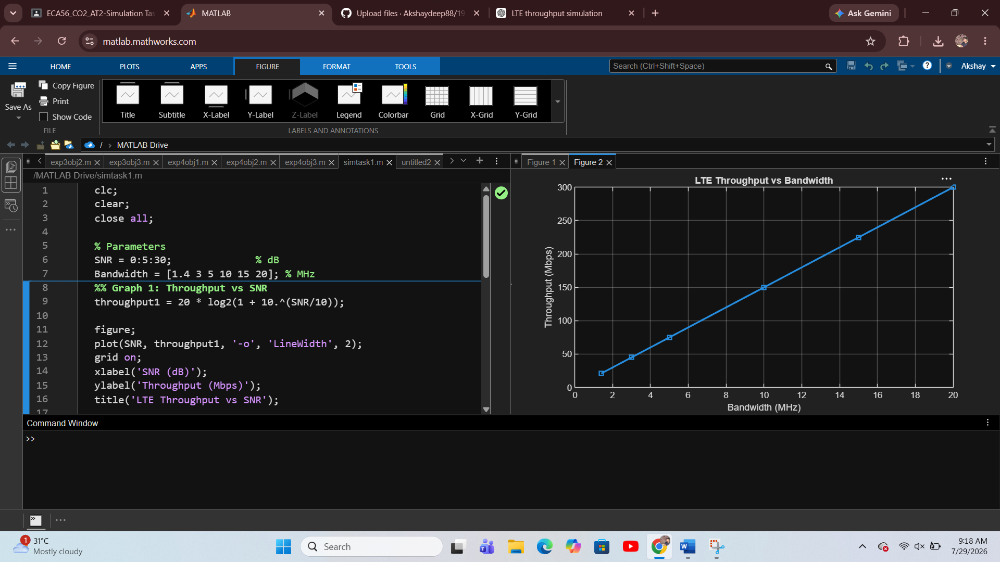 ECA56_CO2_AT2-Simulation Tas
MATLAB
Upload files · Akshaydeep88/19
LTE throughput simulation
Ask Gemini
matlab.mathworks.com
HOME
PLOTS
APPS
FIGURE
FORMAT
TOOLS
Search (Ctrl+Shift+Space)
Akshay
Save As
Copy Figure
Print
Show Code
FILE
Title
Subtitle
X-Label
Y-Label
Z-Label
Legend
Colorbar
Grid
X-Grid
Y-Grid
LABELS AND ANNOTATIONS
/ › MATLAB Drive
exp3obj2.m
exp3obj3.m
exp4obj1.m
exp4obj2.m
exp4obj3.m
simtask1.m
untitled2
/MATLAB Drive/simtask1.m
1 clc;
2 clear;
3 close all;
4
5 % Parameters
6 SNR = 0:5:30; % dB
7 Bandwidth = [1.4 3 5 10 15 20]; % MHz
8 %% Graph 1: Throughput vs SNR
9 throughput1 = 20 * log2(1 + 10.^(SNR/10));
10
11 figure;
12 plot(SNR, throughput1, '-o', 'LineWidth', 2);
13 grid on;
14 xlabel('SNR (dB)');
15 ylabel('Throughput (Mbps)');
16 title('LTE Throughput vs SNR');
17
Figure 1
Figure 2
LTE Throughput vs Bandwidth
300
250
200
150
100
50
0
Throughput (Mbps)
0 2 4 6 8 10 12 14 16 18 20
Bandwidth (MHz)
Command Window
>>
1
31°C
Mostly cloudy
Search
9:18 AM
7/29/2026